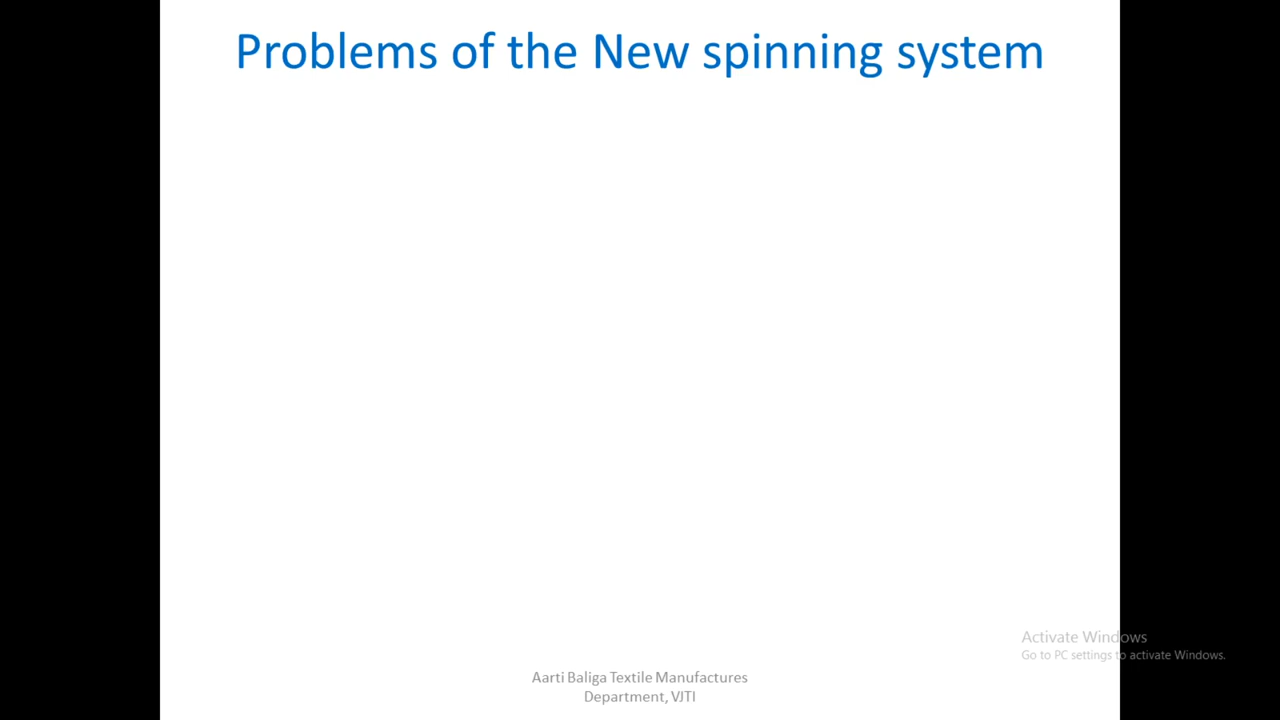 Problems of the New spinning system
Activate Windows
Go to PC settings to activate Windows.
Aarti Baliga Textile Manufactures
Department, VJTI